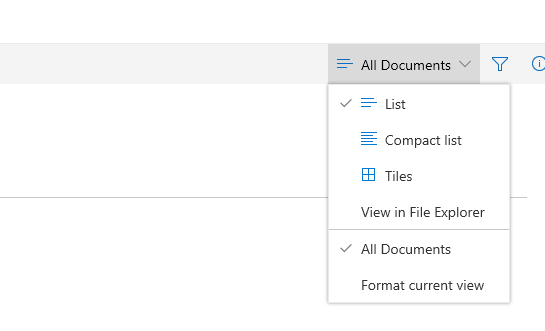 All Documents
List
Compact list
Tiles
View in File Explorer
All Documents
Format current view